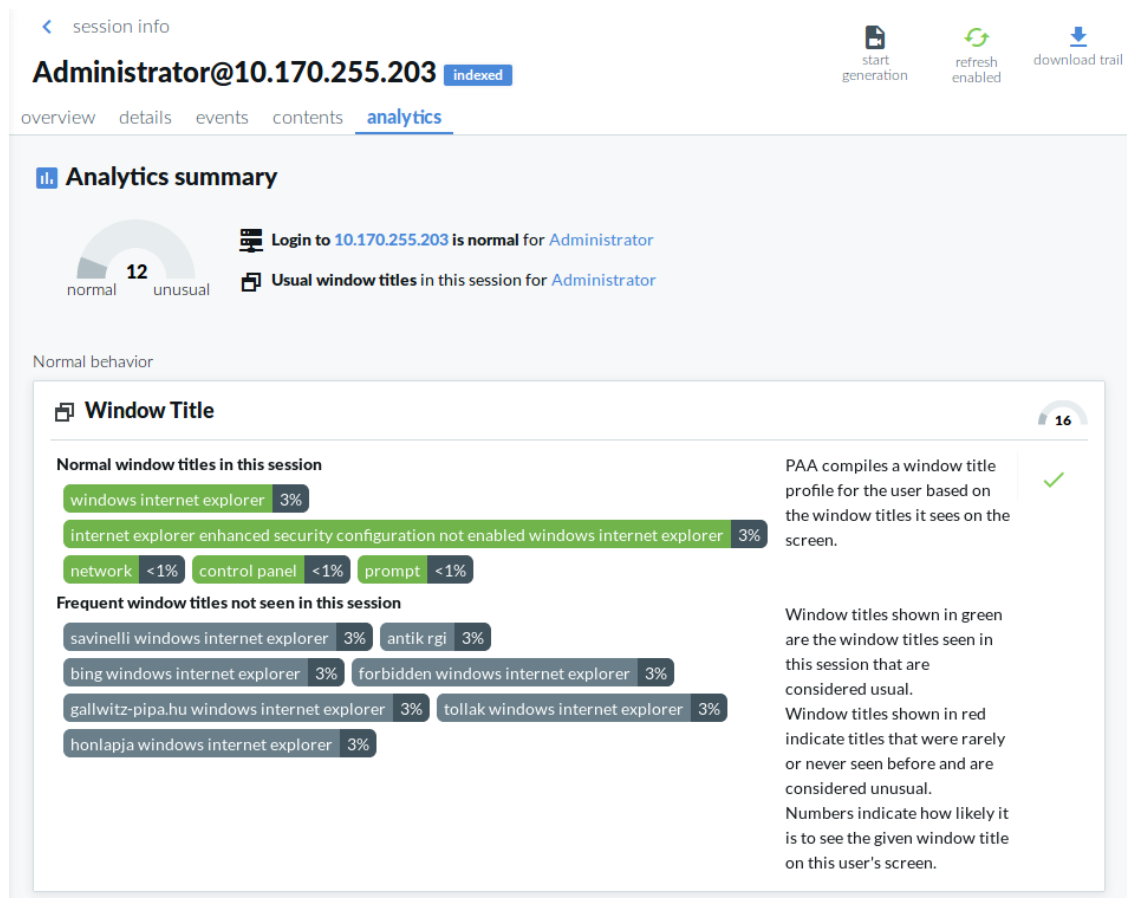 session info
Administrator@10.170.255.203 indexed
start generation
refresh enabled
download trail
overview details events contents analytics
Analytics summary
12
normal unusual
Login to 10.170.255.203 is normal for Administrator
Usual window titles in this session for Administrator
Normal behavior
Window Title
16
Normal window titles in this session
windows internet explorer 3%
internet explorer enhanced security configuration not enabled windows internet explorer 3%
network <1% control panel <1% prompt <1%
Frequent window titles not seen in this session
savinelli windows internet explorer 3% antik rgi 3%
bing windows internet explorer 3% forbidden windows internet explorer 3%
gallwitz-pipa.hu windows internet explorer 3% tollak windows internet explorer 3%
honlapja windows internet explorer 3%
PAA compiles a window title
profile for the user based on
the window titles it sees on the
screen.
Window titles shown in green
are the window titles seen in
this session that are
considered usual.
Window titles shown in red
indicate titles that were rarely
or never seen before and are
considered unusual.
Numbers indicate how likely it
is to see the given window title
on this user's screen.